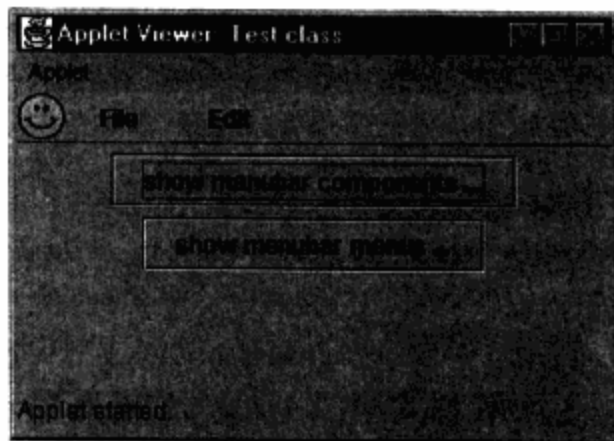 Applet Viewer: Test class
Applet
File Edit
show menubar components ...
show menubar menus ...
Applet started.